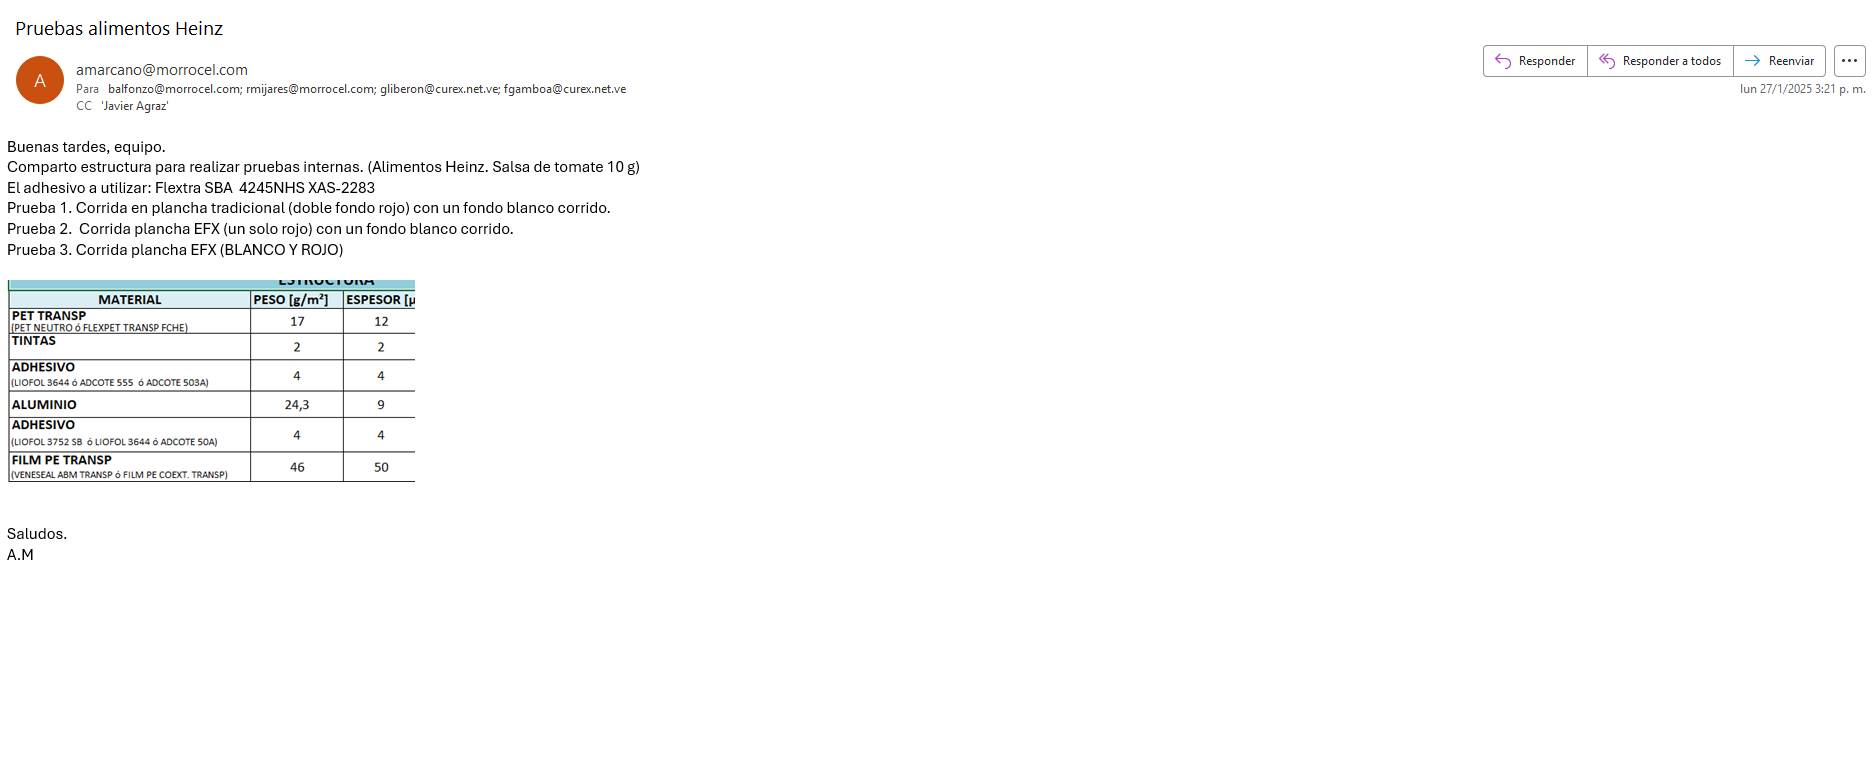 Pruebas alimentos Heinz
A
amarcano@morrocel.com
Para balfonzo@morrocel.com; rmijares@morrocel.com; gliberon@curex.net.ve; fgamboa@curex.net.ve
CC 'Javier Agraz'
Responder Responder a todos Reenviar ...
lun 27/1/2025 3:21 p. m.
Buenas tardes, equipo.
Comparto estructura para realizar pruebas internas. (Alimentos Heinz. Salsa de tomate 10 g)
El adhesivo a utilizar: Flextra SBA 4245NHS XAS-2283
Prueba 1. Corrida en plancha tradicional (doble fondo rojo) con un fondo blanco corrido.
Prueba 2. Corrida plancha EFX (un solo rojo) con un fondo blanco corrido.
Prueba 3. Corrida plancha EFX (BLANCO Y ROJO)
ESTRUCTURA
MATERIAL PESO [g/m²] ESPESOR [µ
PET TRANSP 17 12
(PET NEUTRO ó FLEXPET TRANSP FCHE)
TINTAS 2 2
ADHESIVO 4 4
(LIOFOL 3644 ó ADCOTE 555 ó ADCOTE 503A)
ALUMINIO 24,3 9
ADHESIVO 4 4
(LIOFOL 3752 SB ó LIOFOL 3644 ó ADCOTE 50A)
FILM PE TRANSP 46 50
(VENESEAL ABM TRANSP ó FILM PE COEXT. TRANSP)
Saludos.
A.M